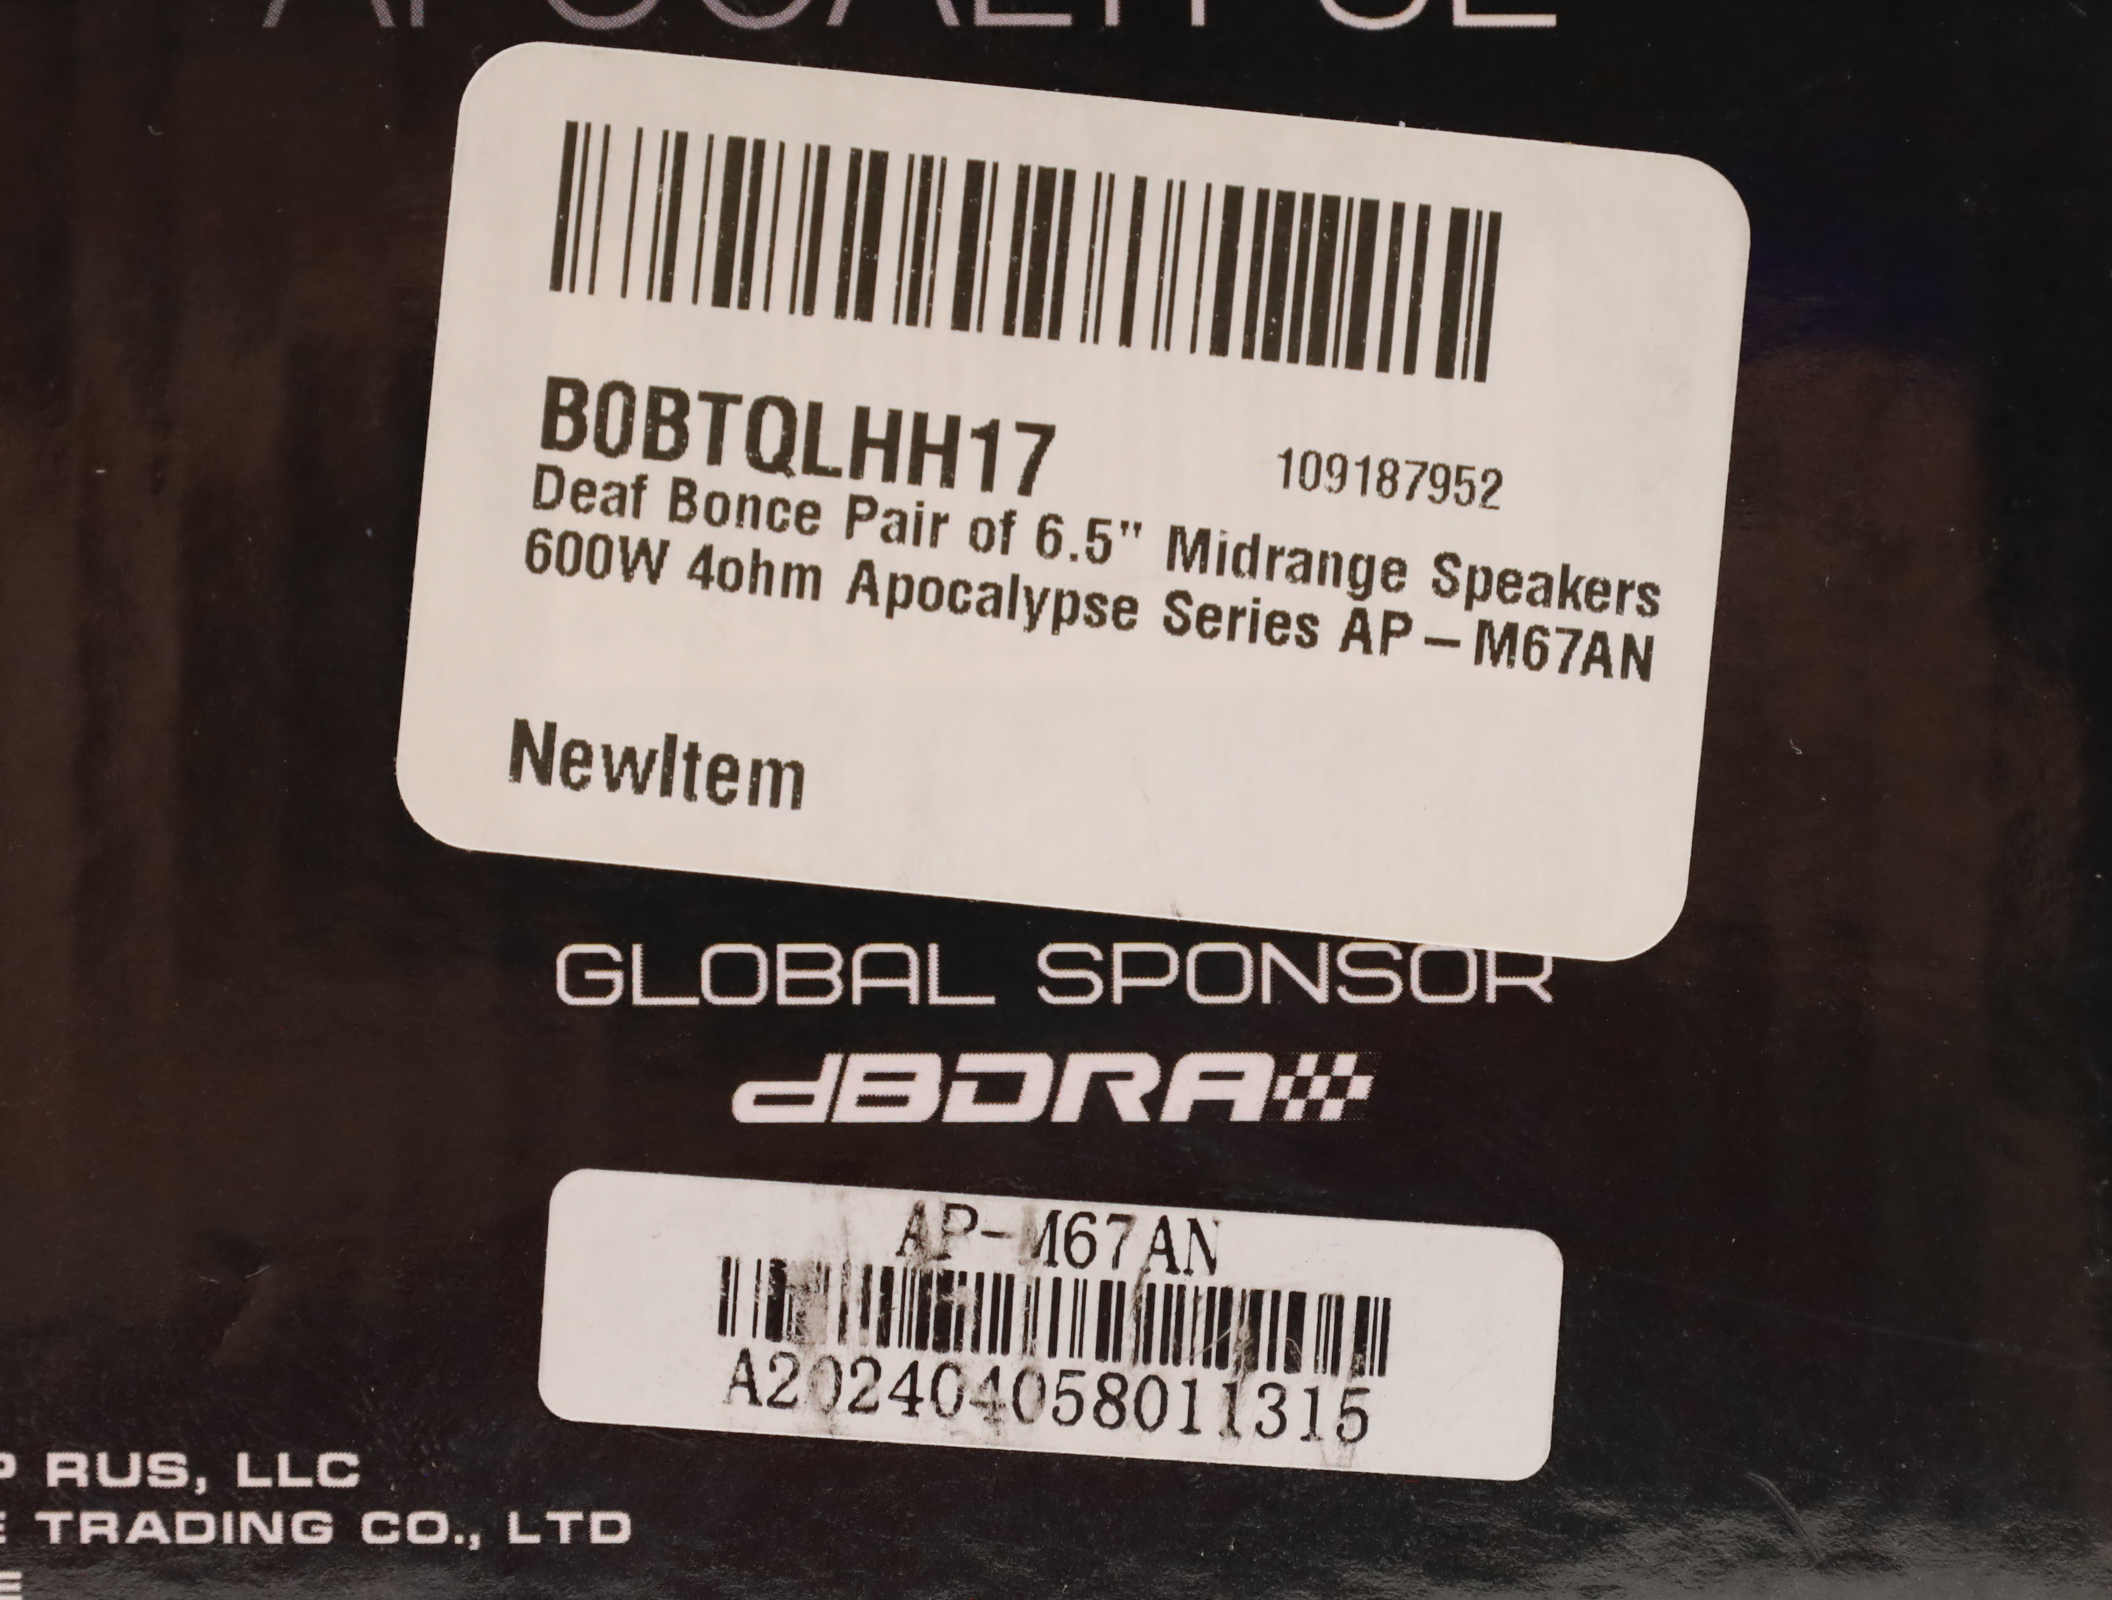 B0BTQLHH17 109187952
Deaf Bonce Pair of 6.5" Midrange Speakers
600W 4ohm Apocalypse Series AP – M67AN
NewItem
GLOBAL SPONSOR
dBDRA
AP-M67AN
A202404058011315
RUS, LLC
TRADING CO., LTD